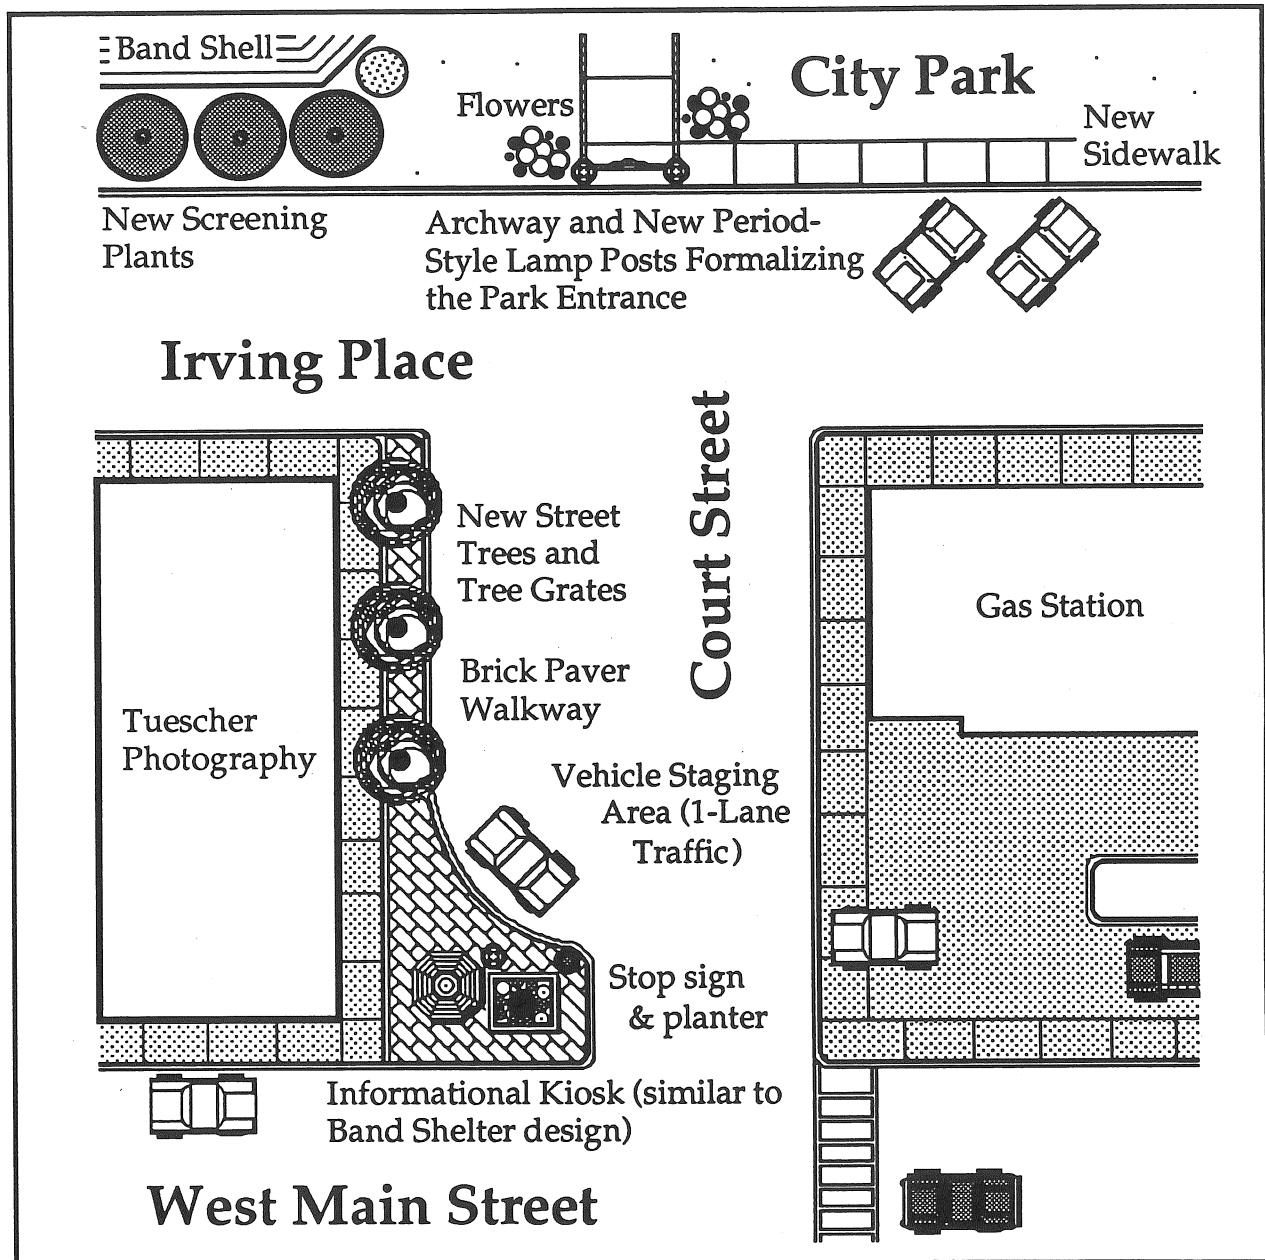 Band Shell
City Park
Flowers
New
Sidewalk
New Screening
Plants
Archway and New Period-
Style Lamp Posts Formalizing
the Park Entrance
Irving Place
Court Street
New Street
Trees and
Tree Grates
Gas Station
Brick Paver
Walkway
Tuescher
Photography
Vehicle Staging
Area (1-Lane
Traffic)
Stop sign
& planter
Informational Kiosk (similar to
Band Shelter design)
West Main Street